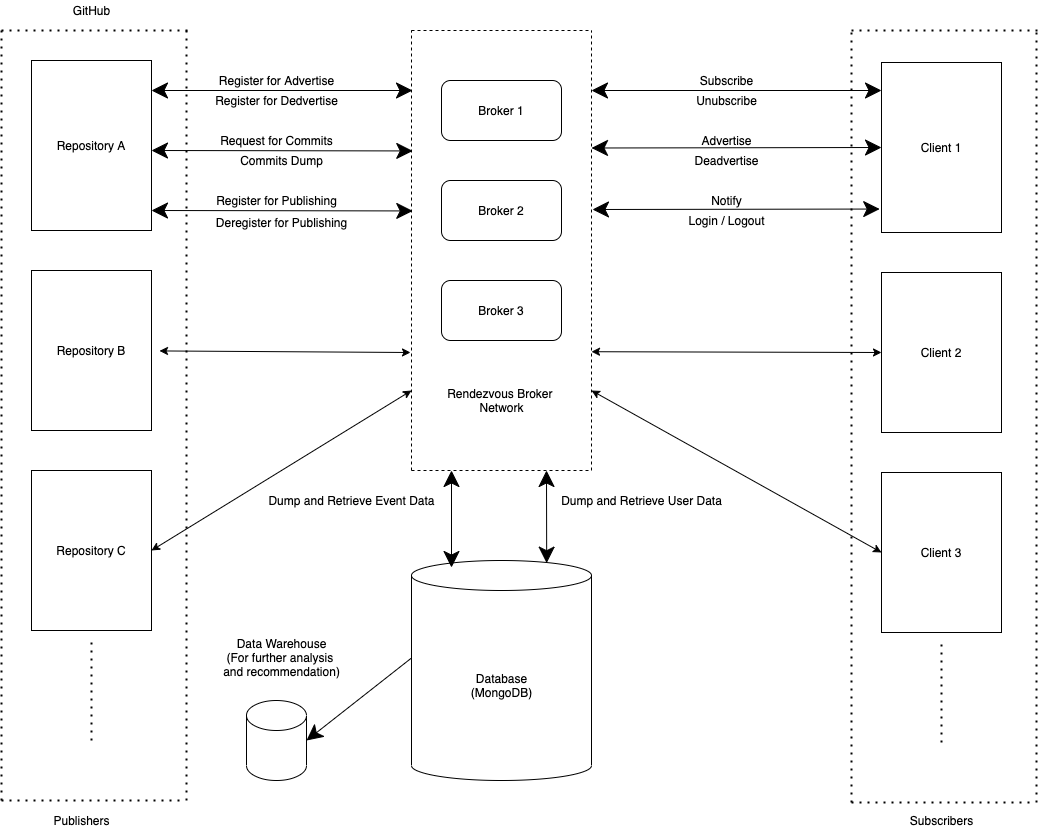 GitHub
Repository A
Register for Advertise
Register for Dedvertise
Request for Commits
Commits Dump
Register for Publishing
Deregister for Publishing
Repository B
Repository C
Publishers
Broker 1
Broker 2
Broker 3
Rendezvous Broker
Network
Subscribe
Unubscribe
Advertise
Deadvertise
Notify
Login / Logout
Client 1
Client 2
Client 3
Subscribers
Dump and Retrieve Event Data
Dump and Retrieve User Data
Data Warehouse
(For further analysis
and recommendation)
Database
(MongoDB)